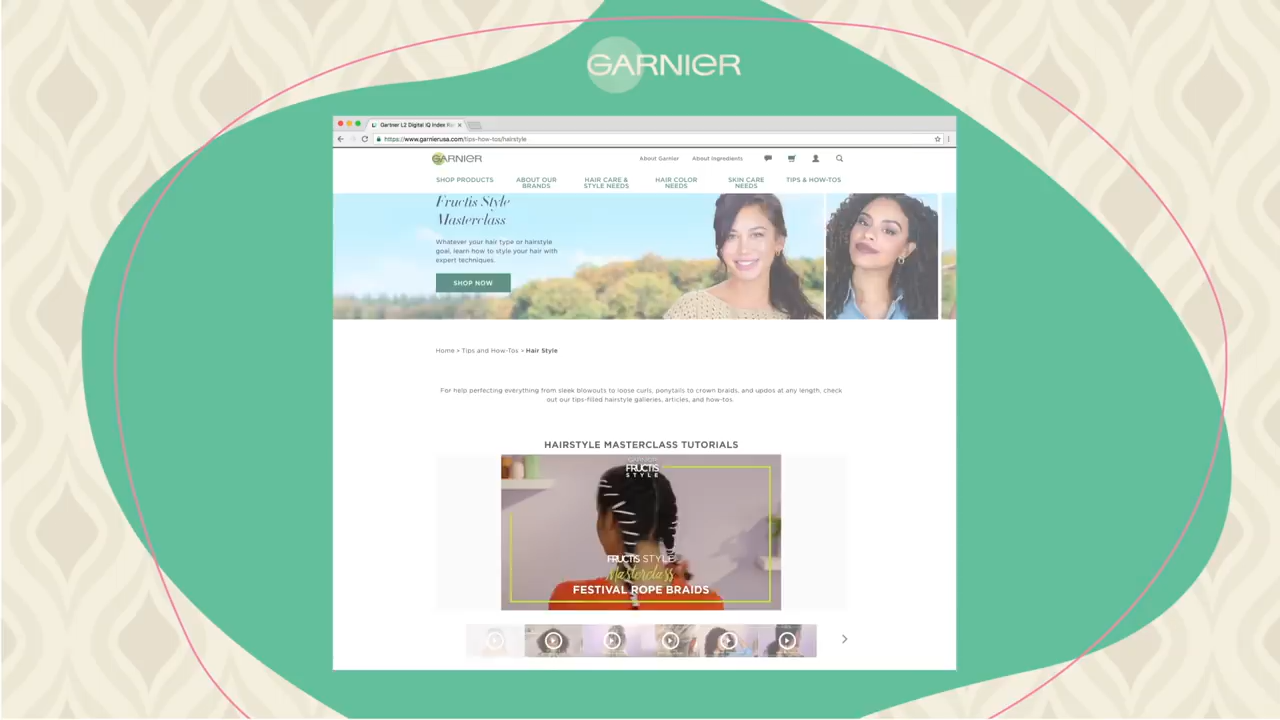 GARNIER
Gartner L2 Digital IQ Index
https://www.garnierusa.com/tips-how-tos/hairstyle
GARNIER
About Garnier
About Ingredients
SHOP PRODUCTS
ABOUT OUR
BRANDS
HAIR CARE &
STYLE NEEDS
HAIR COLOR
NEEDS
SKIN CARE
NEEDS
TIPS & HOW-TOS
Fructis Style
Masterclass
Whatever your hair type or hairstyle
goal, learn how to style your hair with
expert techniques.
SHOP NOW
Home > Tips and How-Tos > Hair Style
For help perfecting everything from sleek blowouts to loose curls, ponytails to crown braids, and updos at any length, check
out our tips-filled hairstyle galleries, articles, and how-tos
HAIRSTYLE MASTERCLASS TUTORIALS
GARNIER
FRUCTIS
STYLE
FRUCTIS STYLE
Masterclass
FESTIVAL ROPE BRAIDS